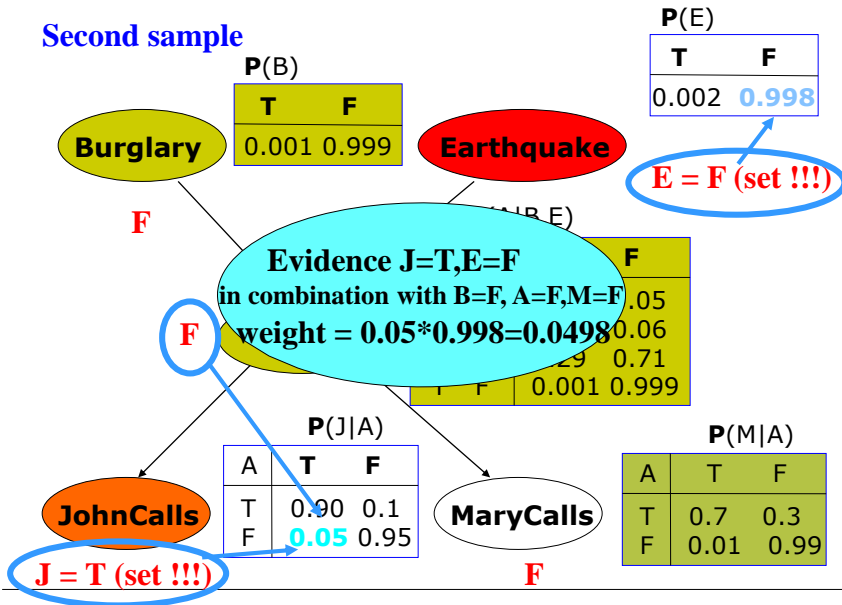 Second sample
P(E)
T F
0.002 0.998
P(B)
T F
0.001 0.999
Burglary
Earthquake
E = F (set !!!)
F
A|B,E)
F
Evidence J=T,E=F
in combination with B=F, A=F,M=F
weight = 0.05*0.998=0.0498
.05
0.06
F
.29 0.71
T F 0.001 0.999
P(J|A)
A T F
T 0.90 0.1
F 0.05 0.95
P(M|A)
A T F
T 0.7 0.3
F 0.01 0.99
JohnCalls
MaryCalls
J = T (set !!!)
F